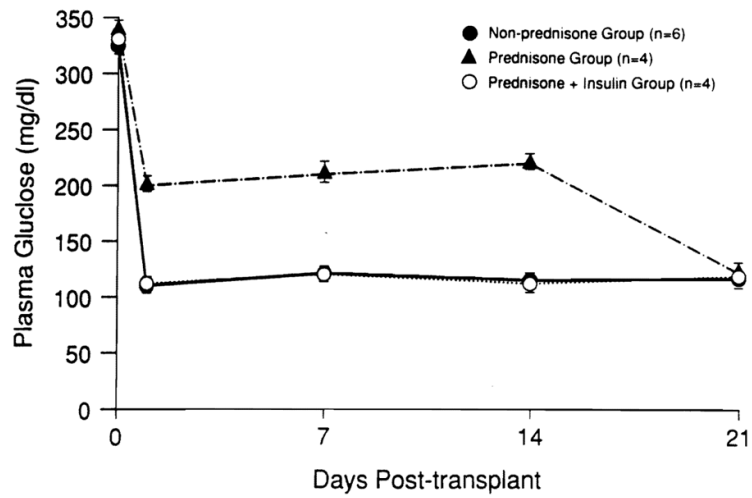 350
300
250
200
150
100
50
0
Plasma Gluclose (mg/dl)
Non-prednisone Group (n=6)
Prednisone Group (n=4)
Prednisone + Insulin Group (n=4)
0 7 14 21
Days Post-transplant